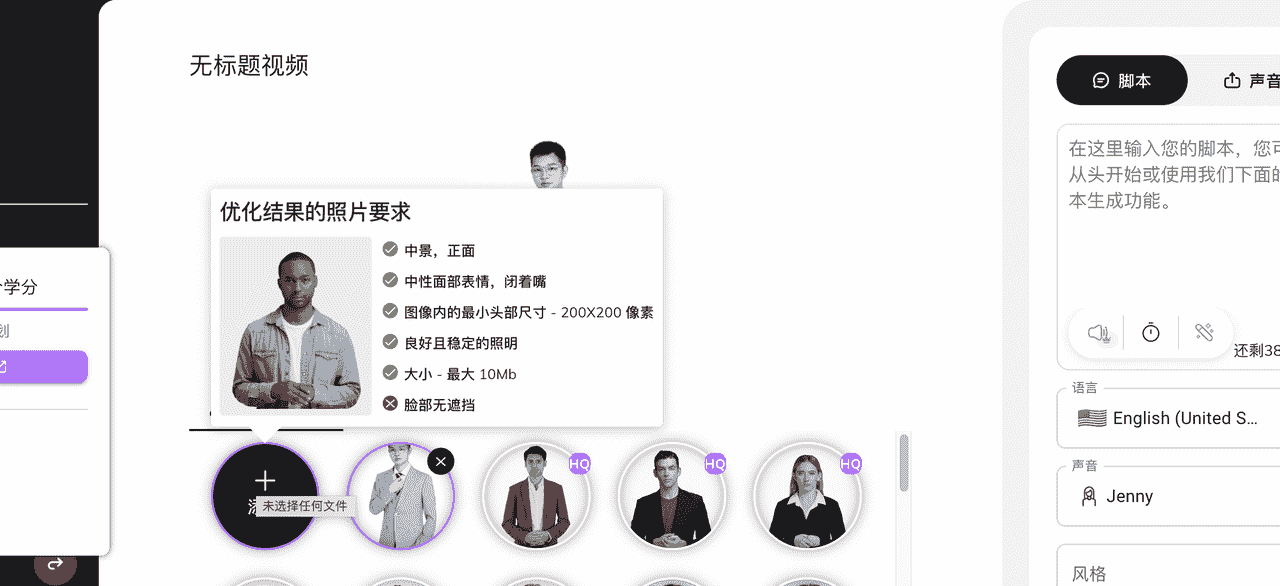 无标题视频
优化结果的照片要求
中景，正面
中性面部表情，闭着嘴
图像内的最小头部尺寸 - 200X200 像素
良好且稳定的照明
大小 - 最大 10Mb
脸部无遮挡
学分
划
未选择任何文件
HQ
HQ
HQ
脚本
声音
在这里输入您的脚本，您可
从头开始或使用我们下面的
本生成功能。
还剩38
语言
English (United S...
声音
Jenny
风格